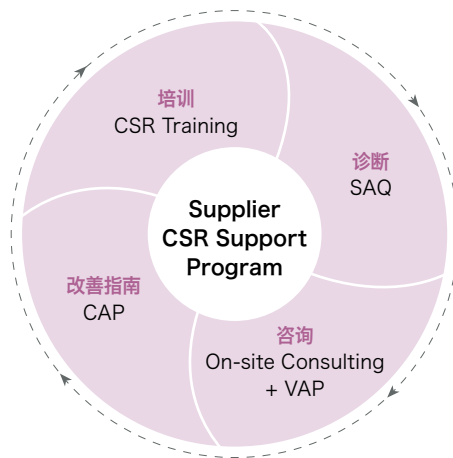 培训
CSR Training
诊断
SAQ
Supplier
CSR Support
Program
改善指南
CAP
咨询
On-site Consulting
+ VAP